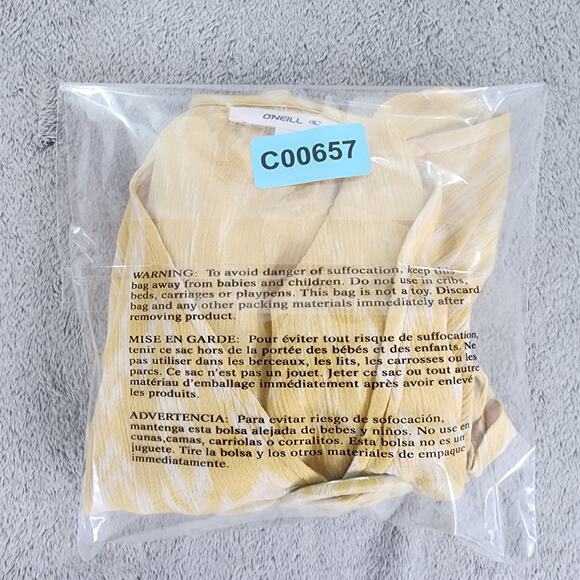 O'NEILL
C00657
WARNING: To avoid danger of suffocation, keep this
bag away from babies and children. Do not use in cribs,
beds, carriages or playpens. This bag is not a toy. Discard
bag and any other packing materials immediately after
removing product.
MISE EN GARDE: Pour éviter tout risque de suffocation,
tenir ce sac hors de la portée des bébés et des enfants. Ne
pas utiliser dans les berceaux, les lits, les carrosses ou les
parcs. Ce sac n'est pas un jouet. Jeter ce sac ou tout autre
matériau d'emballage immédiatement après avoir enlevé
les produits.
ADVERTENCIA: Para evitar riesgo de sofocación,
mantenga esta bolsa alejada de bebes y niños. No use en
cunas,camas, carriolas o corralitos. Esta bolsa no es un
juguete. Tire la bolsa y los otros materiales de empaque
immediatamente.